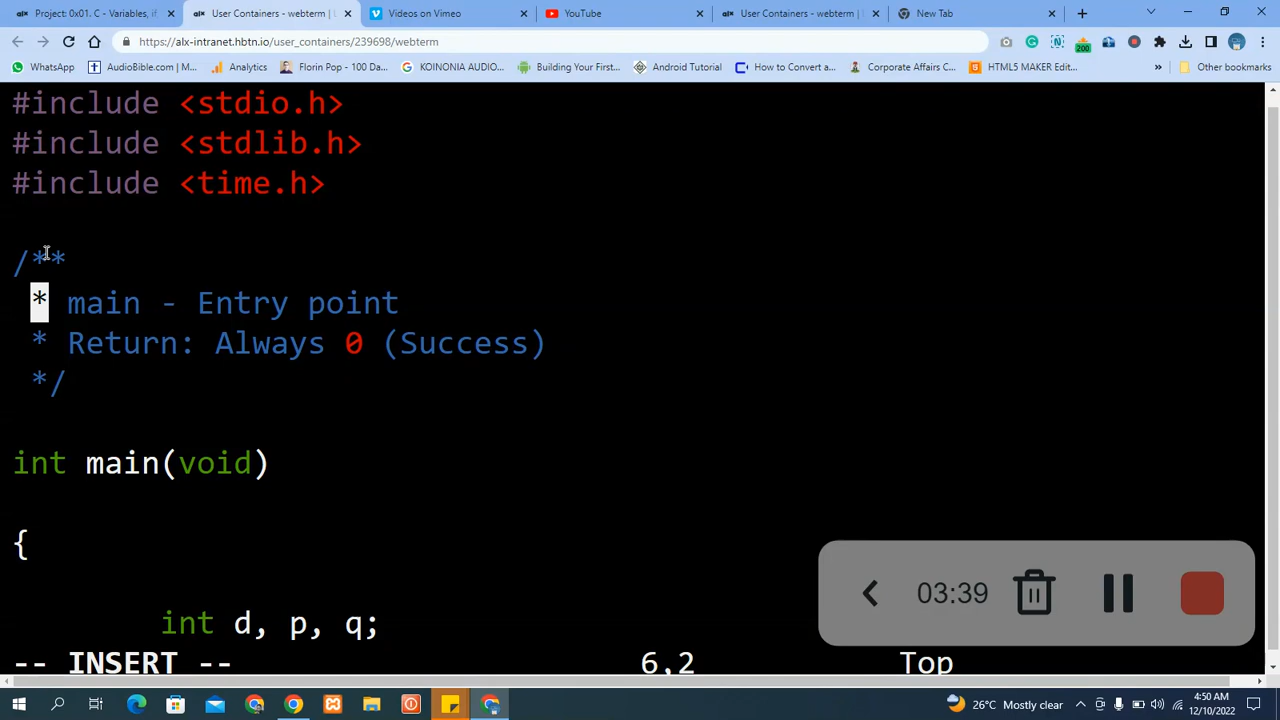 Project: 0x01. C - Variables, if
User Containers - webterm |
Videos on Vimeo
YouTube
User Containers - webterm |
New Tab
https://alx-intranet.hbtn.io/user_containers/239698/webterm
200
WhatsApp
AudioBible.com | M...
Analytics
Florin Pop - 100 Da...
KOINONIA AUDIO...
Building Your First...
Android Tutorial
How to Convert a...
Corporate Affairs C...
HTML5 MAKER Edit...
»
Other bookmarks
#include <stdio.h>
#include <stdlib.h>
#include <time.h>
/**
* main - Entry point
* Return: Always 0 (Success)
*/
int main(void)
{
int d, p, q;
03:39
-- INSERT --
6,2
Top
26°C Mostly clear
4:50 AM
12/10/2022